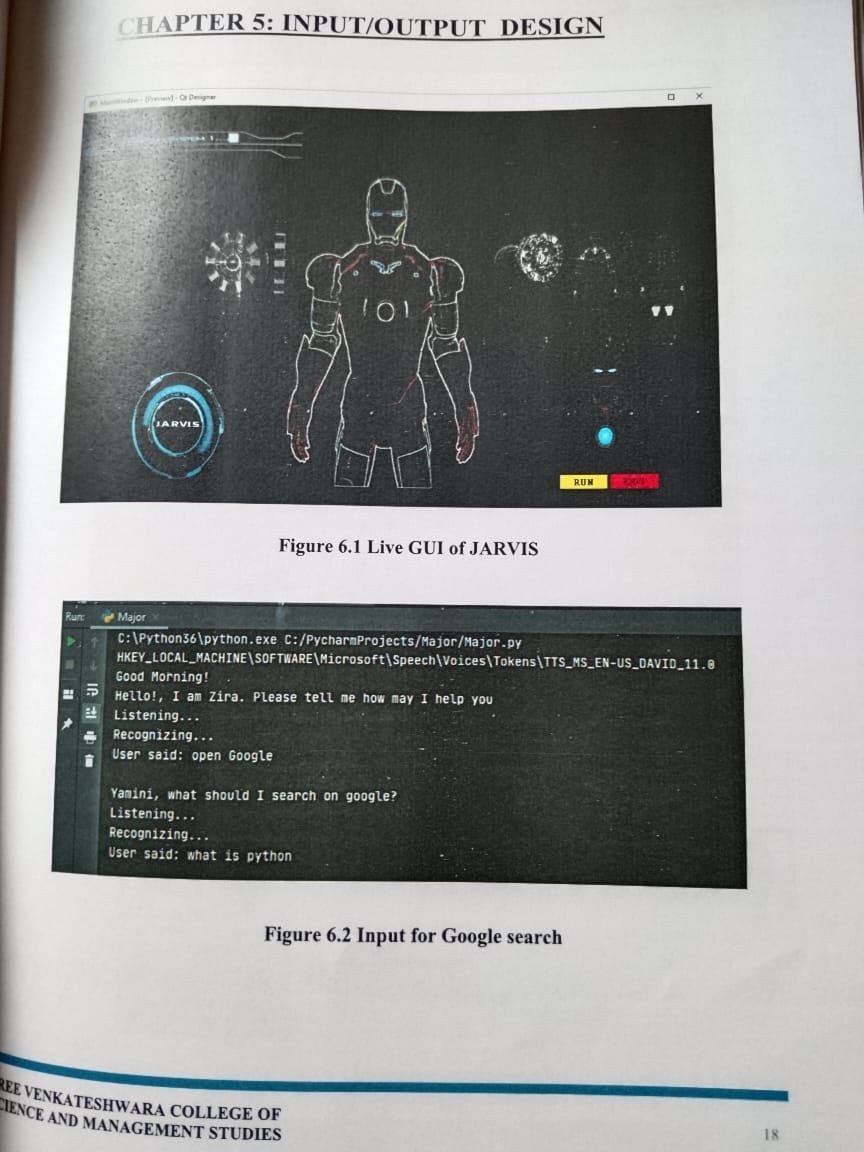 CHAPTER 5: INPUT/OUTPUT DESIGN
MainWindow - [Preview] - Qt Designer
JARVIS
RUN
Figure 6.1 Live GUI of JARVIS
Run: Major
C:\Python36\python.exe C:/PycharmProjects/Major/Major.py
HKEY_LOCAL_MACHINE\SOFTWARE\Microsoft\Speech\Voices\Tokens\TTS_MS_EN-US_DAVID_11.0
Good Morning!
Hello!, I am Zira. Please tell me how may I help you
Listening...
Recognizing...
User said: open Google
Yamini, what should I search on google?
Listening...
Recognizing...
User said: what is python
Figure 6.2 Input for Google search
REE VENKATESHWARA COLLEGE OF
CIENCE AND MANAGEMENT STUDIES
18